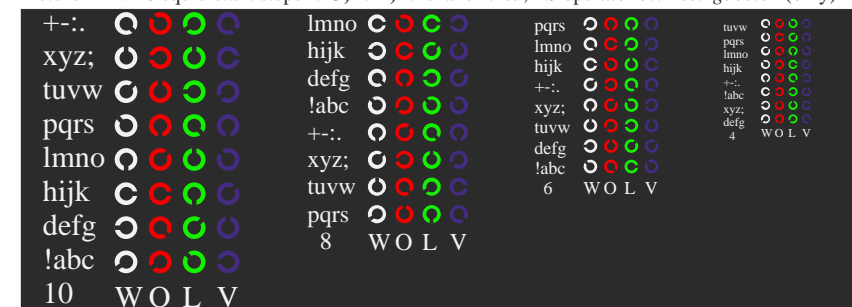 +-:.
xyz;
tuvw
pqrs
lmno
hijk
defg
!abc
10 W O L V
lmno
hijk
defg
!abc
+-:.
xyz;
tuvw
pqrs
8 W O L V
pqrs
lmno
hijk
+-:.
xyz;
tuvw
defg
!abc
6 W O L V
tuvw
pqrs
lmno
hijk
+-:.
!abc
xyz;
defg
4 W O L V